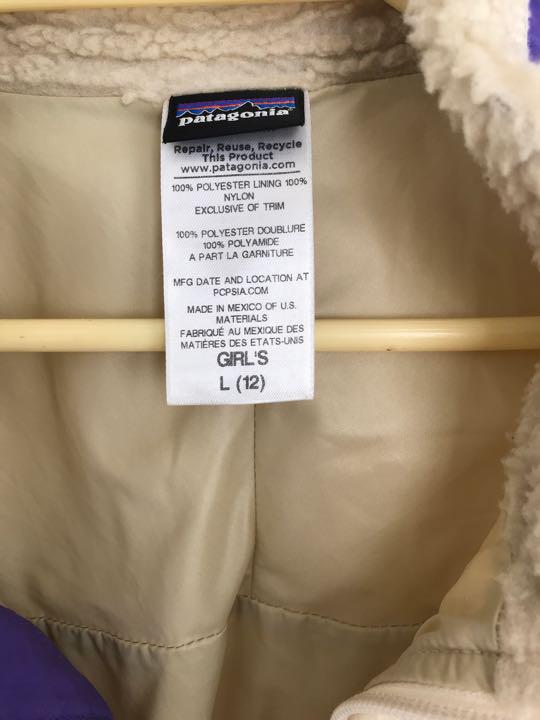 patagonia
Repair, Reuse, Recycle
This Product
www.patagonia.com
100% POLYESTER LINING 100%
NYLON
EXCLUSIVE OF TRIM
100% POLYESTER DOUBLURE
100% POLYAMIDE
A PART LA GARNITURE
MFG DATE AND LOCATION AT
PCPSIA.COM
MADE IN MEXICO OF U.S.
MATERIALS
FABRIQUÉ AU MEXIQUE DES
MATIÈRES DES ETATS-UNIS
GIRL'S
L (12)